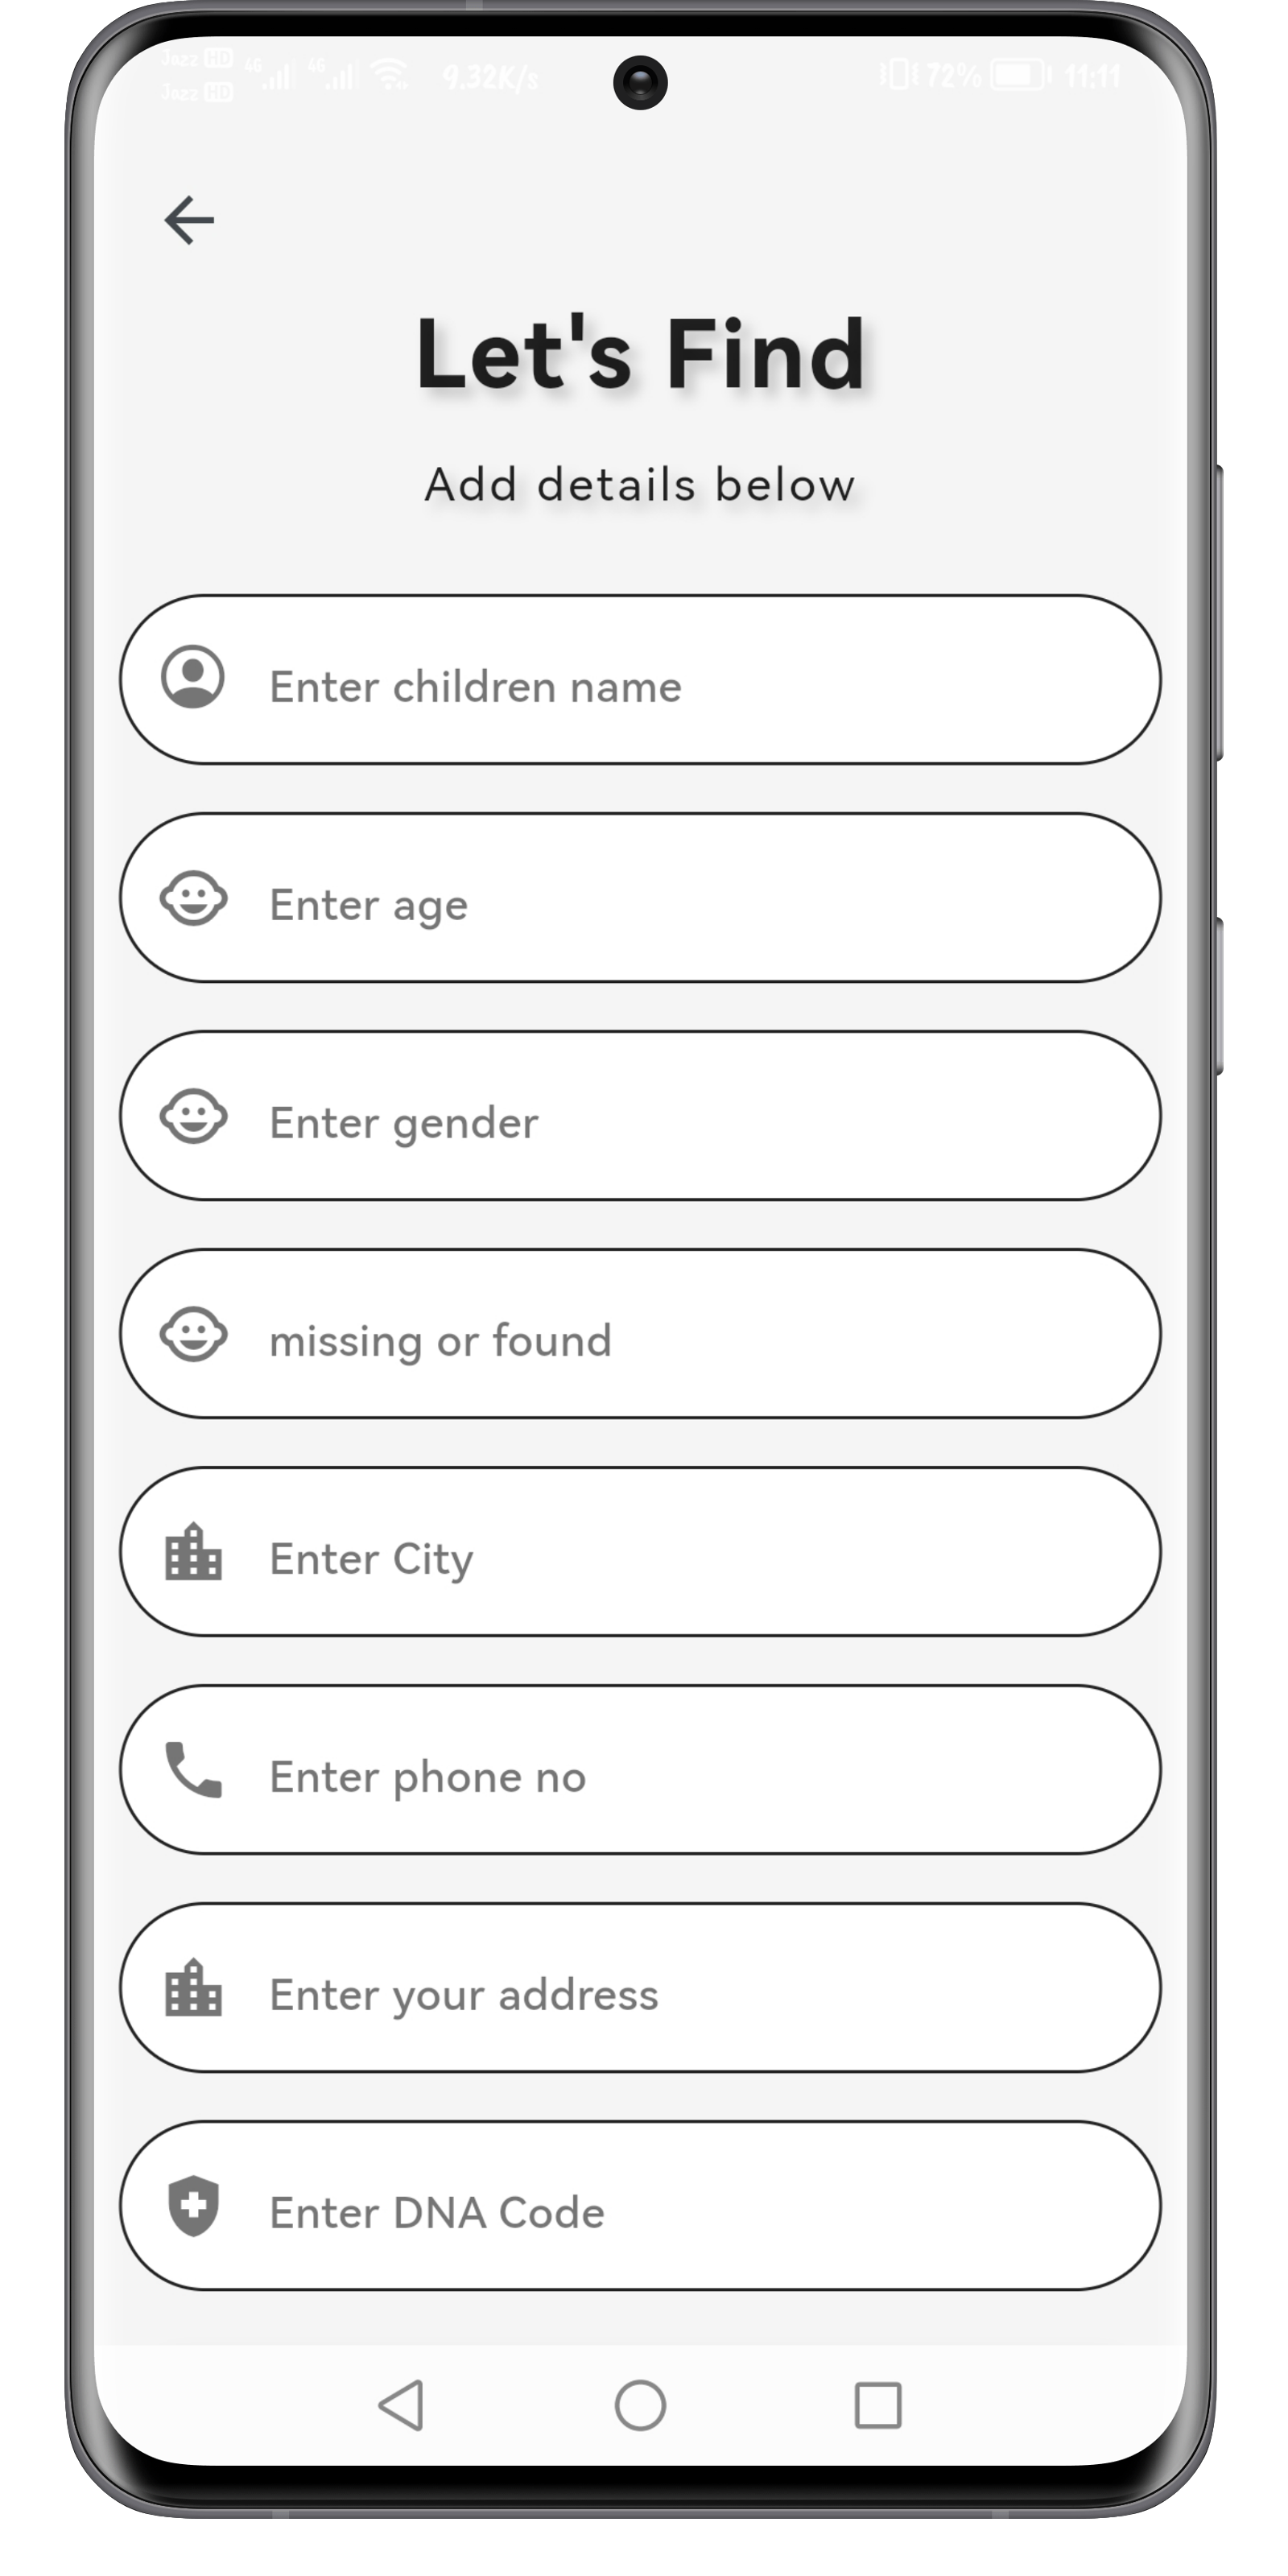 Jazz HD 4G 4G 9.32K/s 72% 11:11
Jazz HD
Let's Find
Add details below
Enter children name
Enter age
Enter gender
missing or found
Enter City
Enter phone no
Enter your address
Enter DNA Code